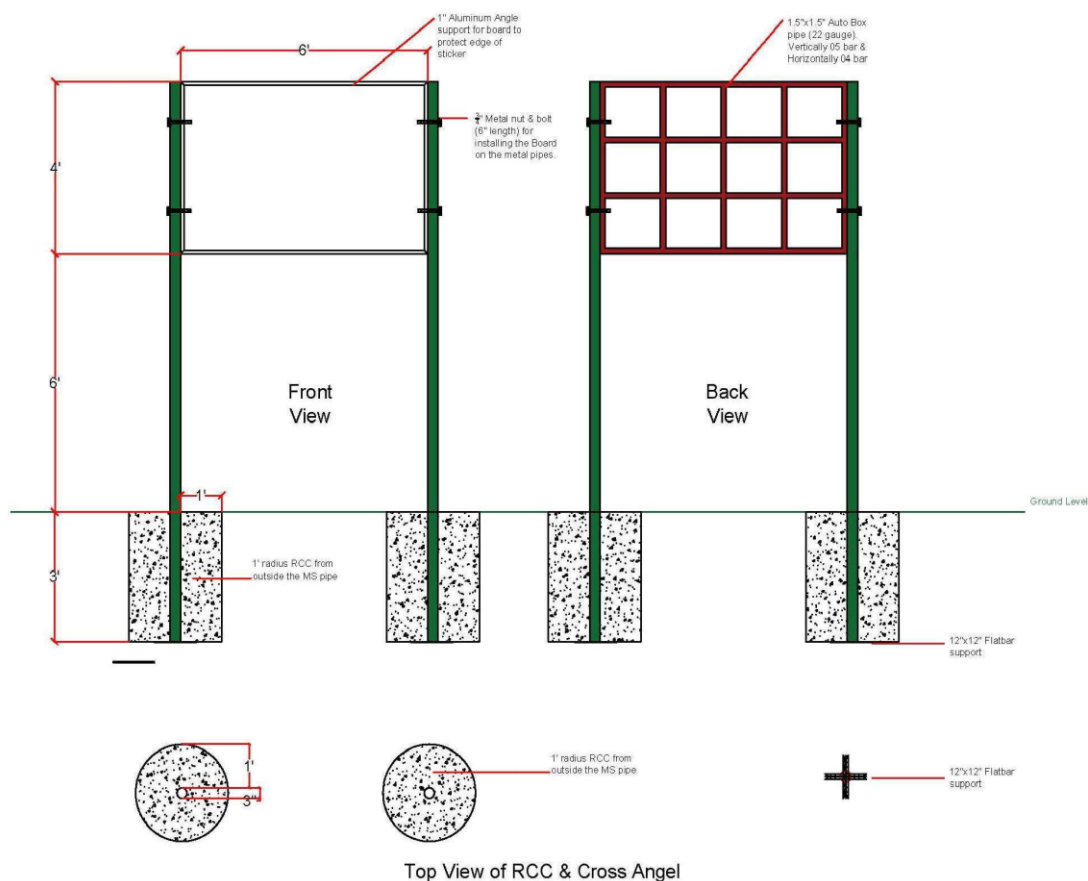 1" Aluminum Angle
support for board to
protect edge of
sticker
1.5"x1.5" Auto Box
pipe (22 gauge).
Vertically 05 bar &
Horizontally 04 bar
6'
4'
Metal nut & bolt
(6" length) for
installing the Board
on the metal pipes.
6'
Front
View
Back
View
1'
Ground Level
3'
1' radius RCC from
outside the MS pipe
12"x12" Flatbar
support
1'
3"
1' radius RCC from
outside the MS pipe
12"x12" Flatbar
support
Top View of RCC & Cross Angel